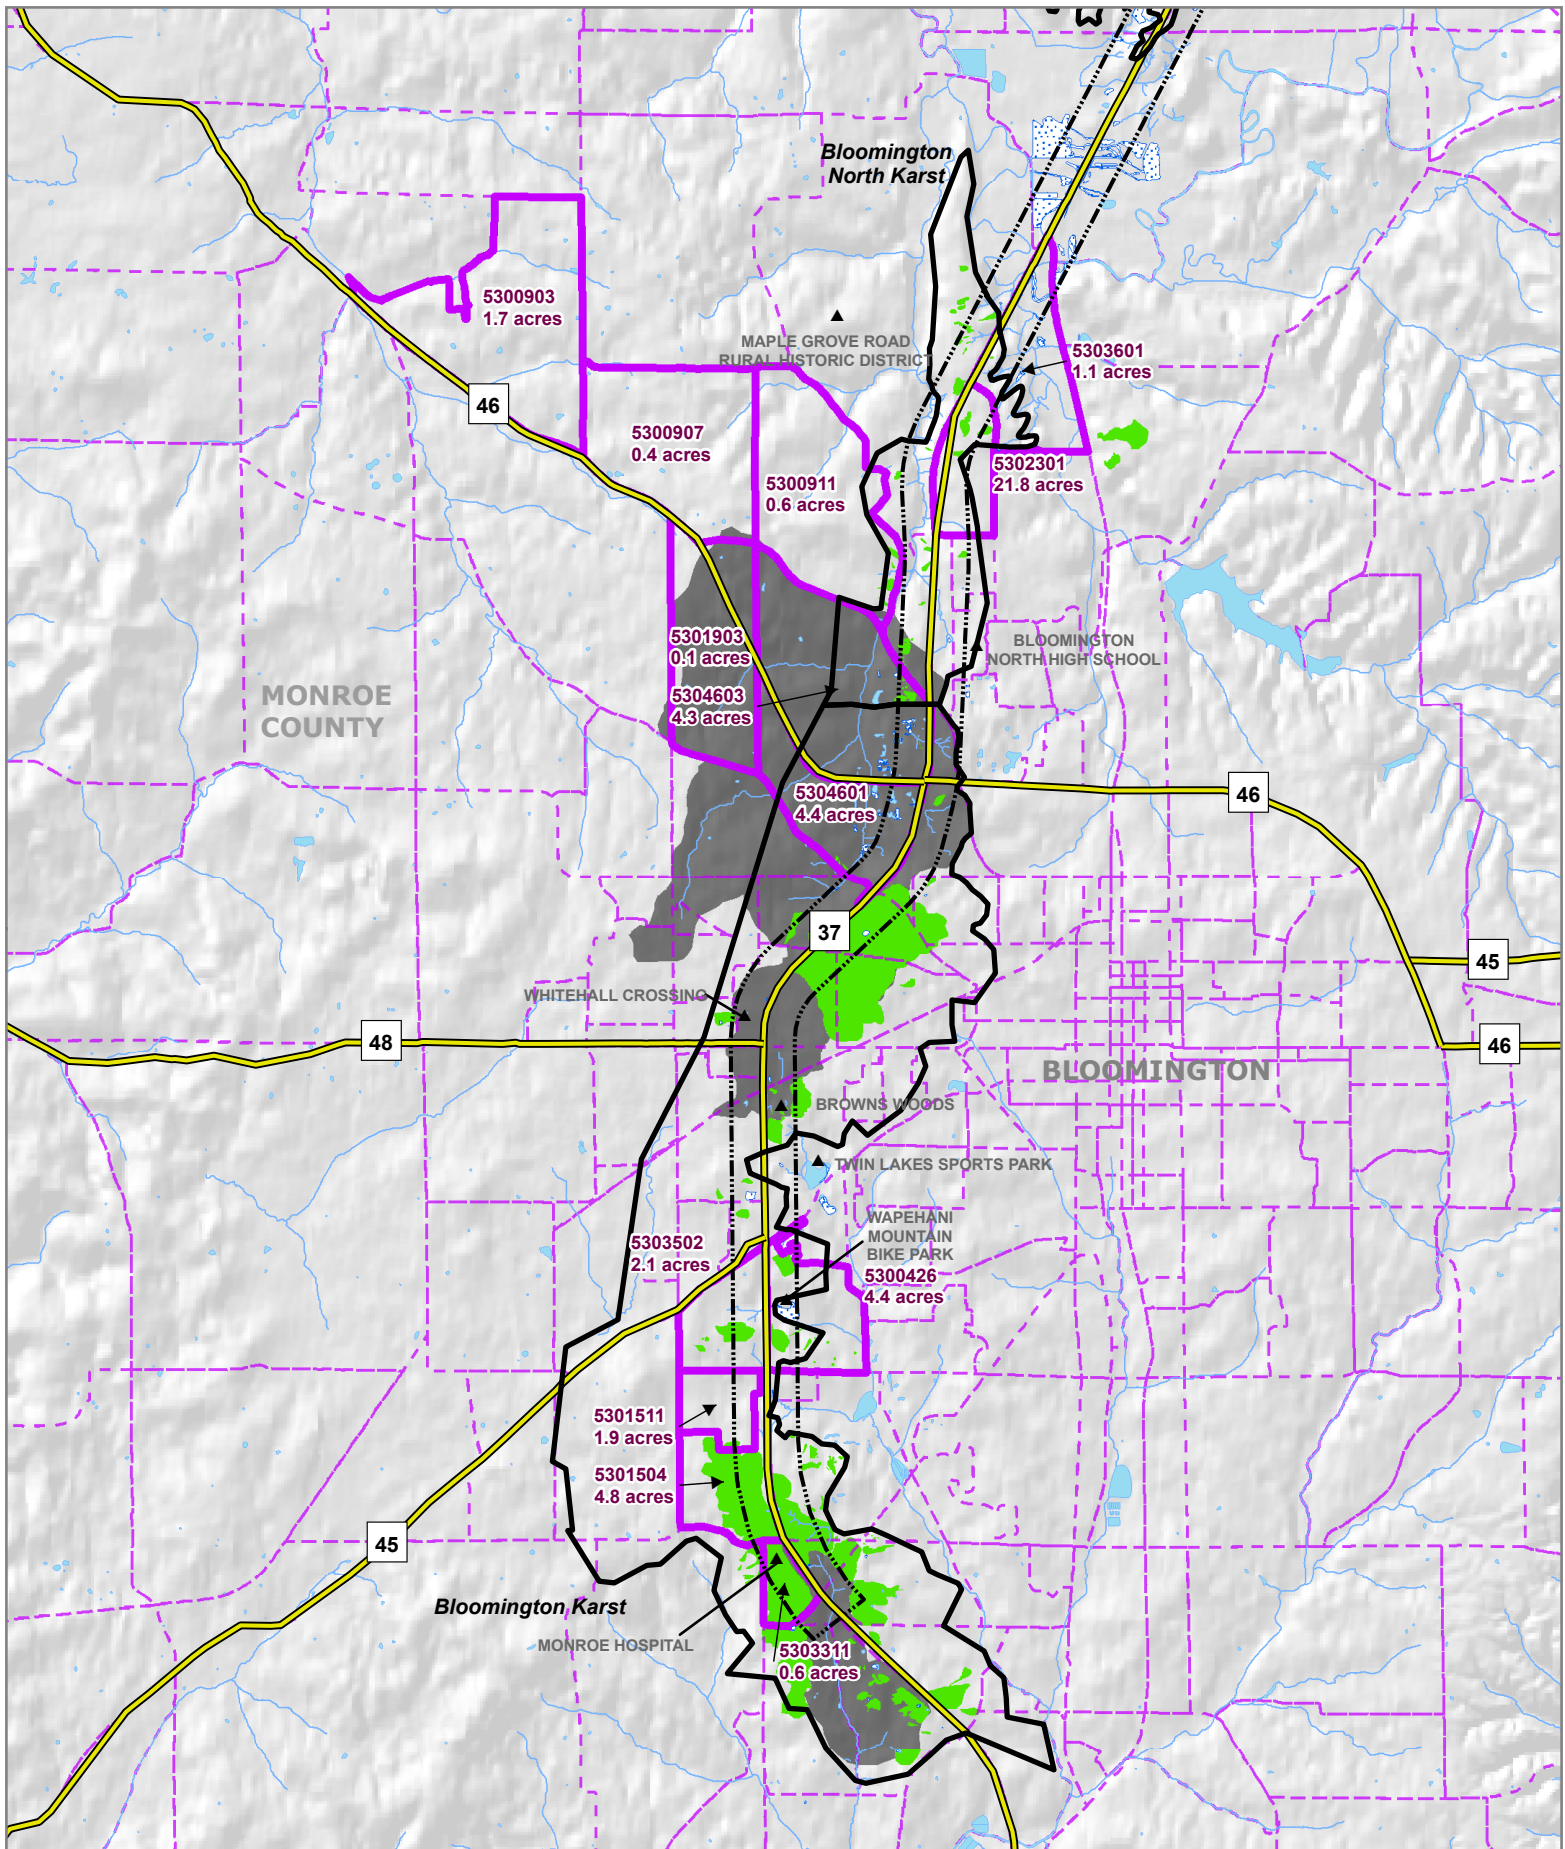 Bloomington
North Karst
5300903
1.7 acres
MAPLE GROVE ROAD
RURAL HISTORIC DISTRICT
5303601
1.1 acres
46
5300907
0.4 acres
5300911
0.6 acres
5302301
21.8 acres
5301903
0.1 acres
BLOOMINGTON
NORTH HIGH SCHOOL
MONROE
COUNTY
5304603
4.3 acres
5304601
4.4 acres
46
37
45
WHITEHALL CROSSING
48
46
BLOOMINGTON
BROWNS WOODS
TWIN LAKES SPORTS PARK
WAPEHANI
MOUNTAIN
BIKE PARK
5303502
2.1 acres
5300426
4.4 acres
5301511
1.9 acres
5301504
4.8 acres
45
Bloomington Karst
MONROE HOSPITAL
5303311
0.6 acres